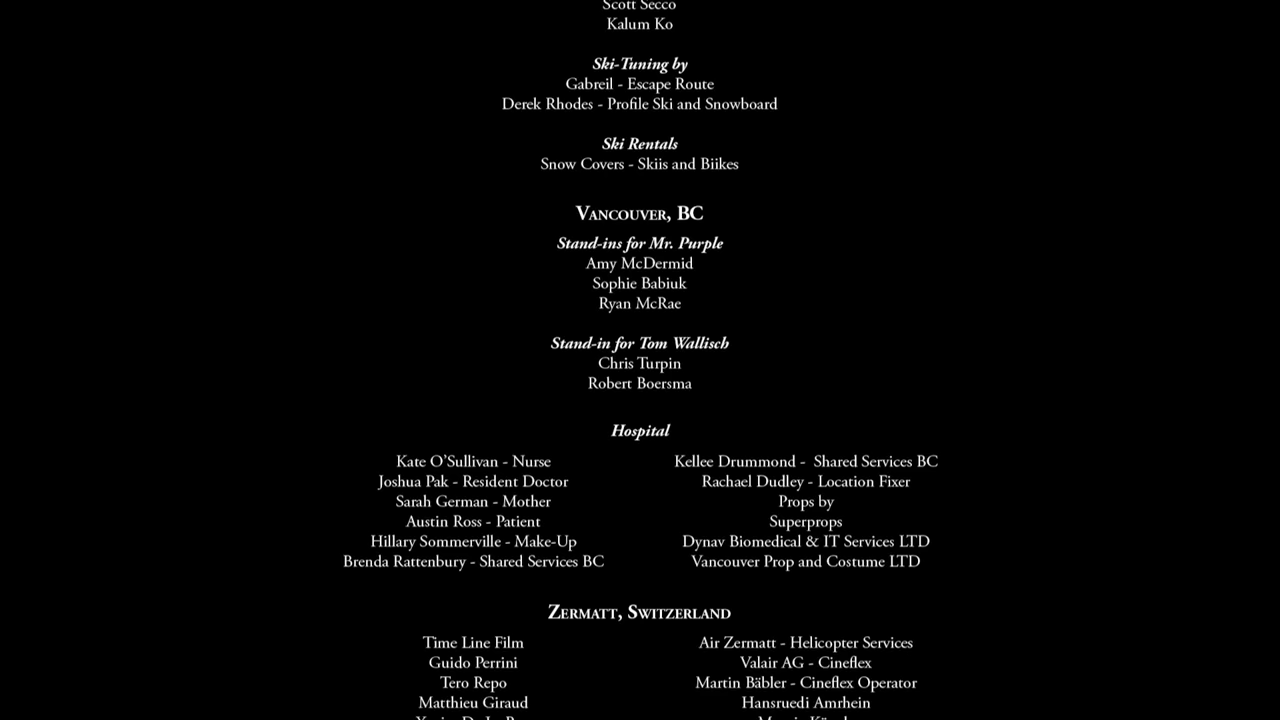 Scott Secco
Kalum Ko
Ski-Tuning by
Gabreil - Escape Route
Derek Rhodes - Profile Ski and Snowboard
Ski Rentals
Snow Covers - Skiis and Biikes
Vancouver, BC
Stand-ins for Mr. Purple
Amy McDermid
Sophie Babiuk
Ryan McRae
Stand-in for Tom Wallisch
Chris Turpin
Robert Boersma
Hospital
Kate O'Sullivan - Nurse
Joshua Pak - Resident Doctor
Sarah German - Mother
Austin Ross - Patient
Hillary Sommerville - Make-Up
Brenda Rattenbury - Shared Services BC
Kellee Drummond - Shared Services BC
Rachael Dudley - Location Fixer
Props by
Superprops
Dynav Biomedical & IT Services LTD
Vancouver Prop and Costume LTD
Zermatt, Switzerland
Time Line Film
Guido Perrini
Tero Repo
Matthieu Giraud
Air Zermatt - Helicopter Services
Valair AG - Cineflex
Martin Bäbler - Cineflex Operator
Hansruedi Amrhein